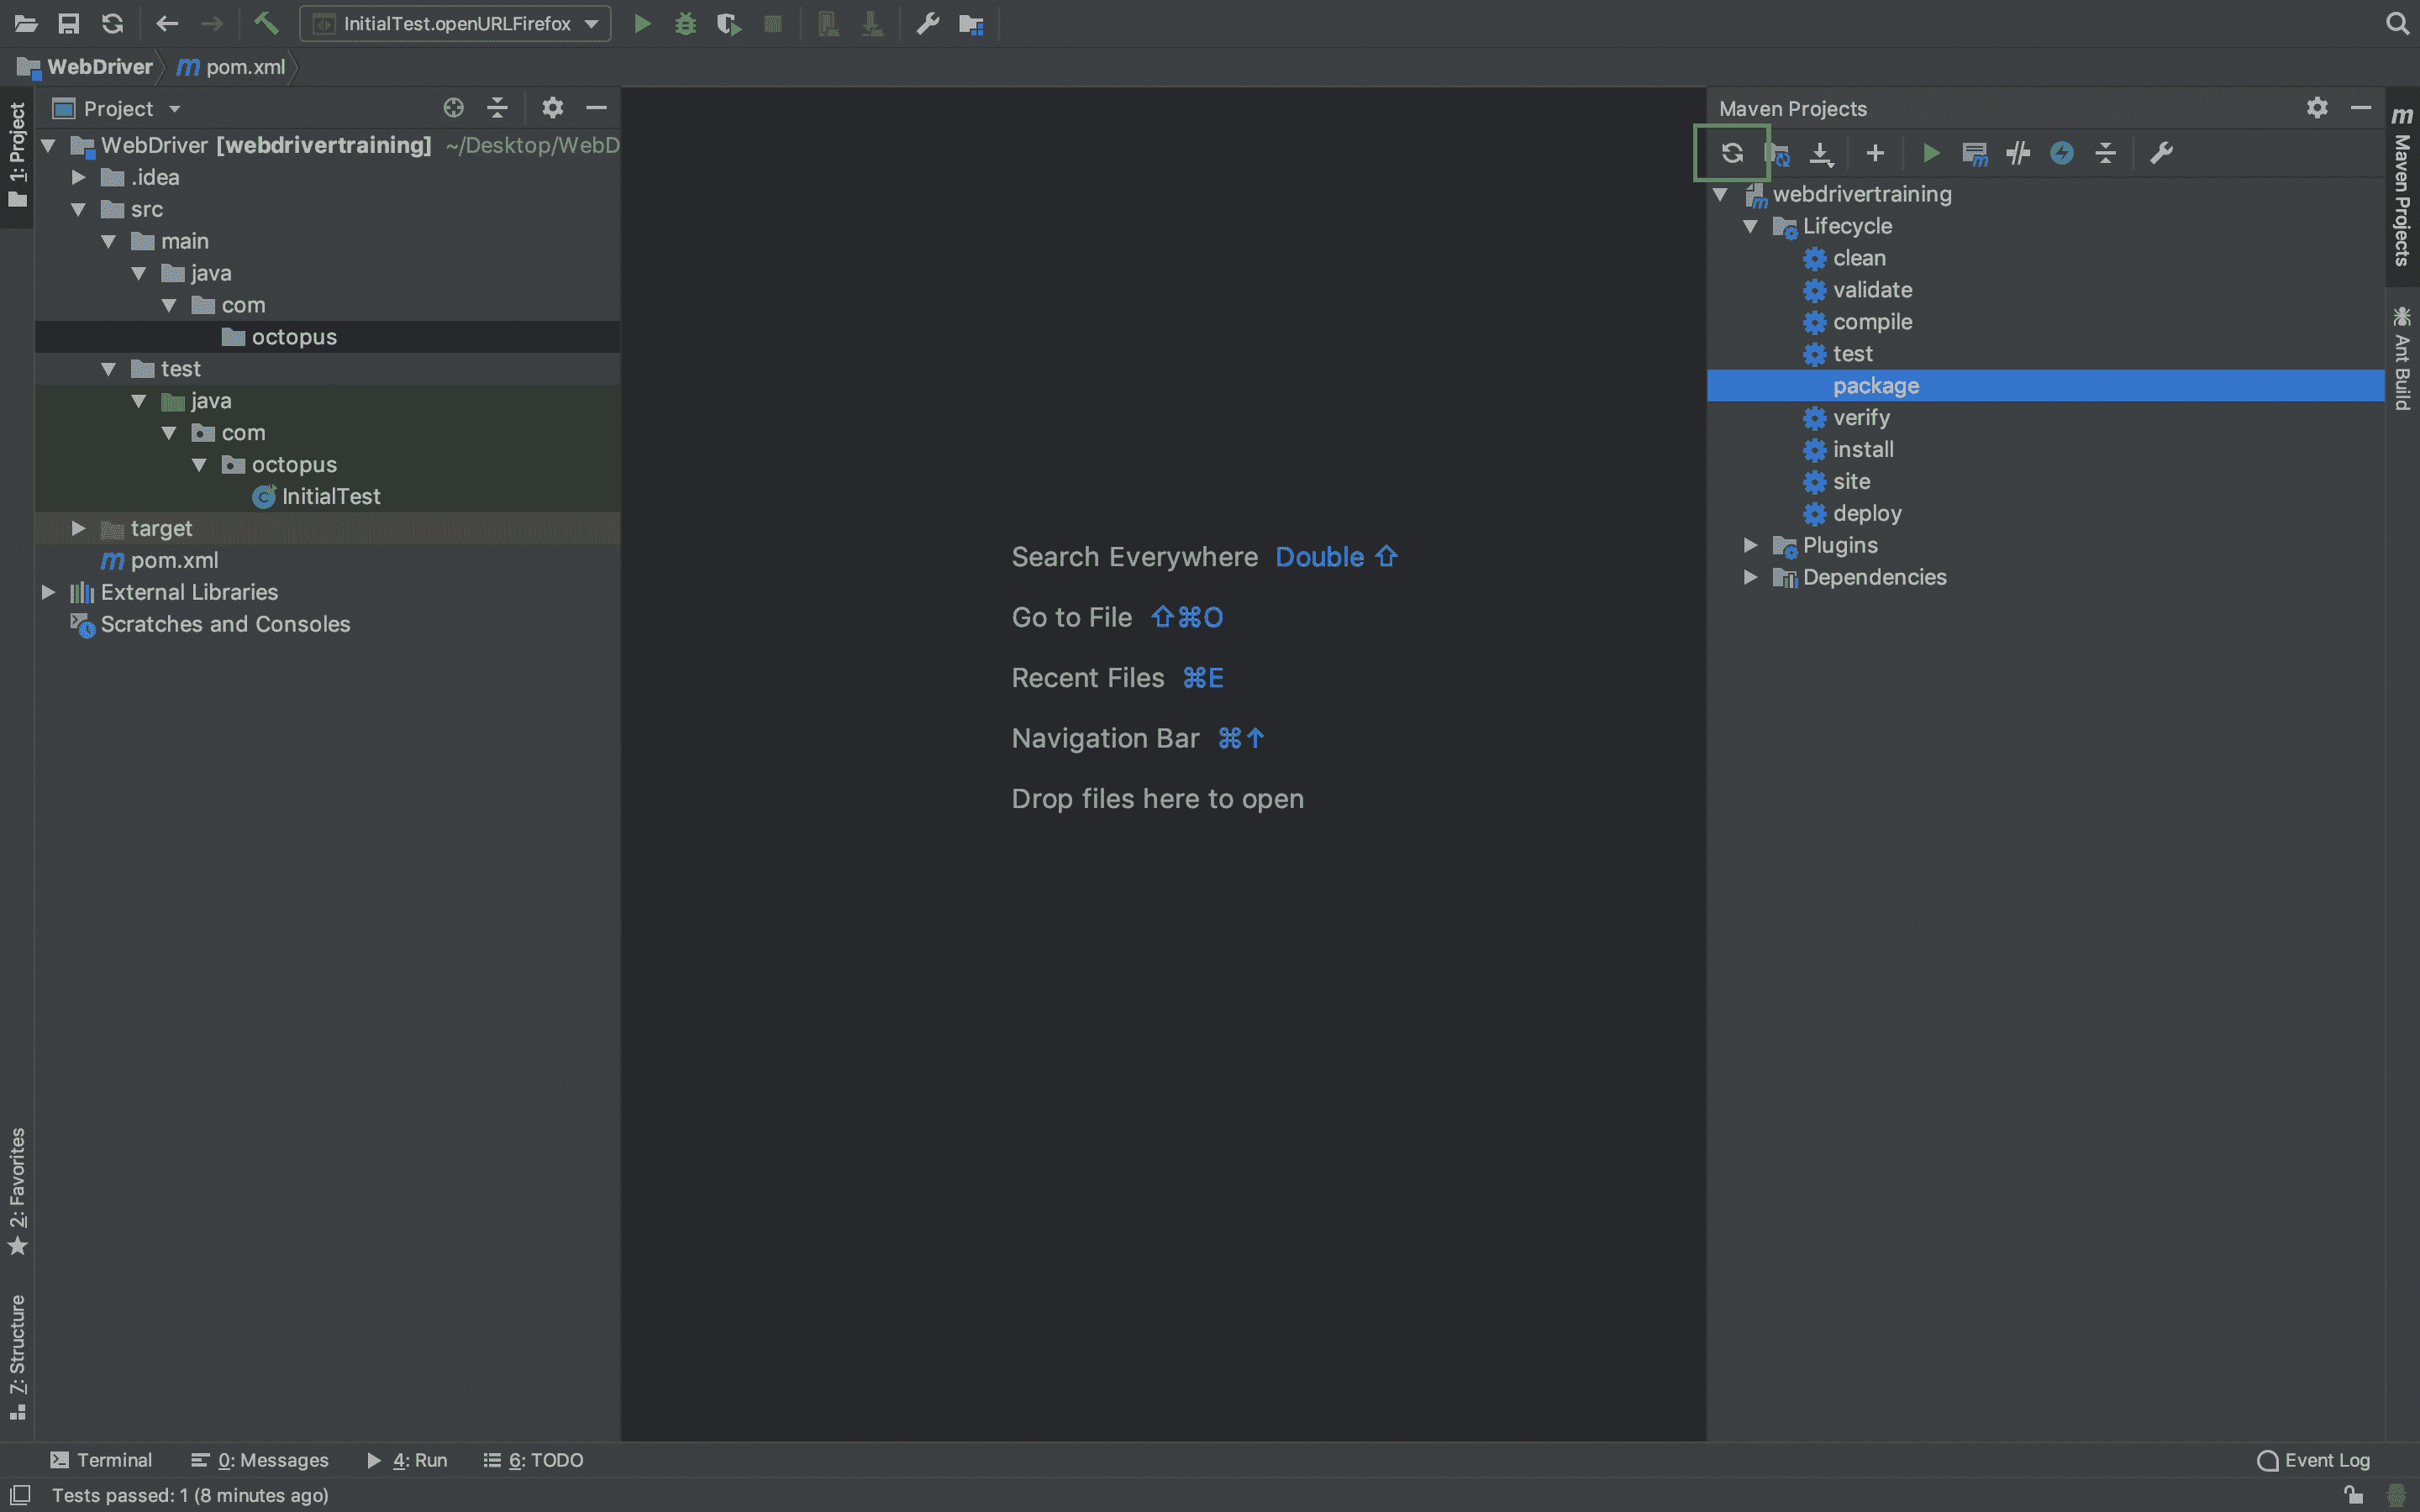 InitialTest.openURLFirefox
WebDriver
pom.xml
1: Project
Project
WebDriver [webdrivertraining] ~/Desktop/WebD
.idea
src
main
java
com
octopus
test
java
com
octopus
InitialTest
target
pom.xml
External Libraries
Scratches and Consoles
2: Favorites
7: Structure
Search Everywhere Double ⇧
Go to File ⇧⌘O
Recent Files ⌘E
Navigation Bar ⌘↑
Drop files here to open
Maven Projects
webdrivertraining
Lifecycle
clean
validate
compile
test
package
verify
install
site
deploy
Plugins
Dependencies
Maven Projects
Ant Build
Terminal
0: Messages
4: Run
6: TODO
Event Log
Tests passed: 1 (8 minutes ago)